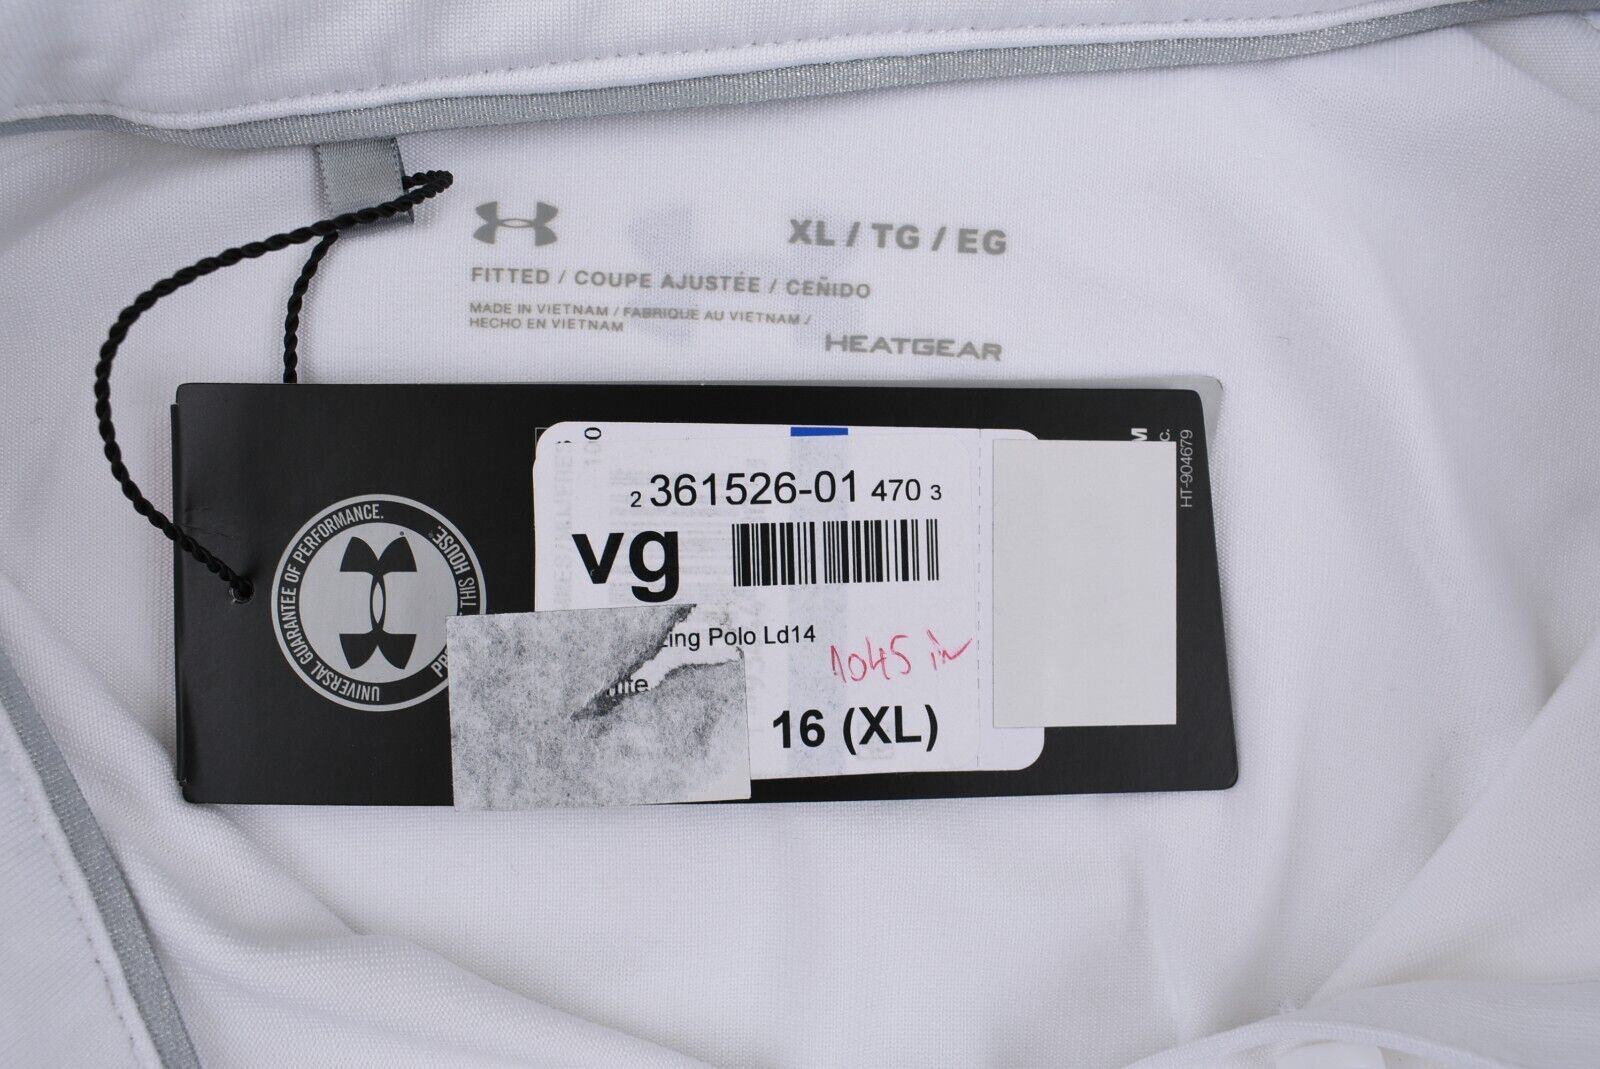 XL / TG / EG
FITTED / COUPE AJUSTÉE / CEÑIDO
MADE IN VIETNAM / FABRIQUÉ AU VIETNAM /
HECHO EN VIETNAM
HEATGEAR
UNIVERSAL GUARANTEE OF PERFORMANCE.
THIS HOUSE.
HT-904679
2 361526-01 470 3
vg
Polo Ld14
1045 in
16 (XL)